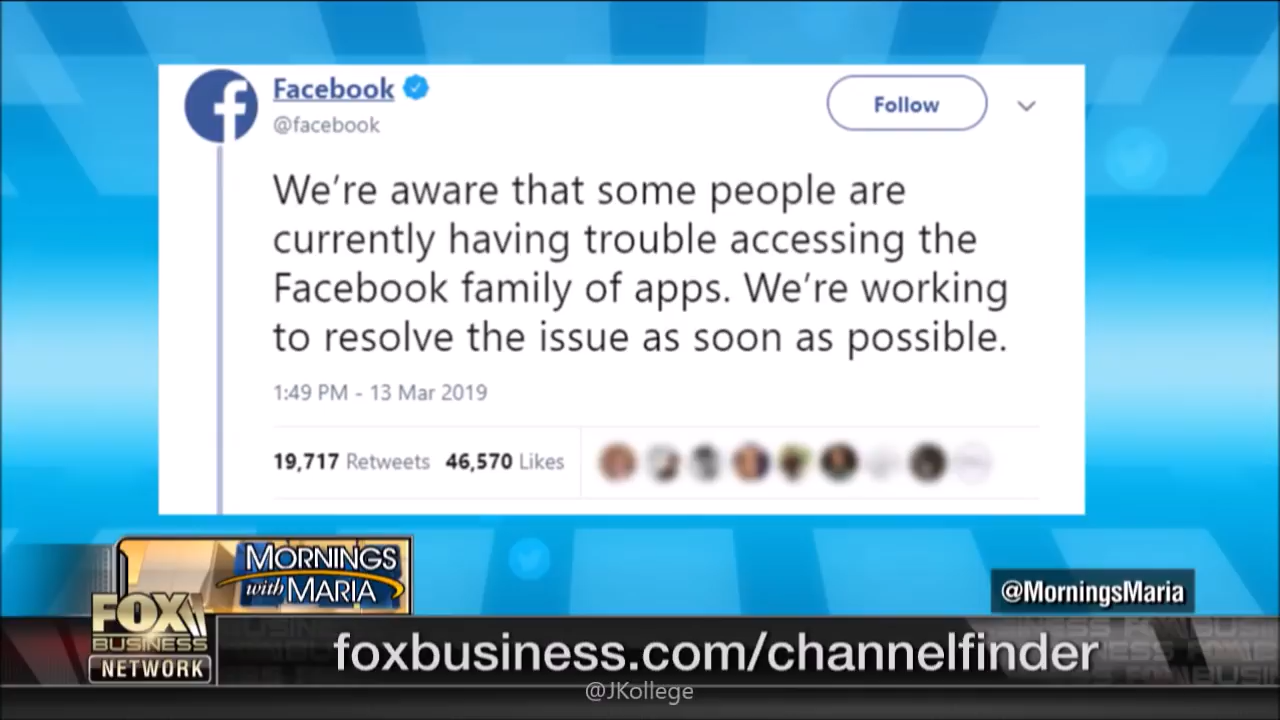 Facebook
@facebook
Follow
We're aware that some people are
currently having trouble accessing the
Facebook family of apps. We're working
to resolve the issue as soon as possible.
1:49 PM - 13 Mar 2019
19,717 Retweets 46,570 Likes
MORNINGS
with MARIA
@MorningsMaria
FOX
BUSINESS
NETWORK
foxbusiness.com/channelfinder
@JKollege